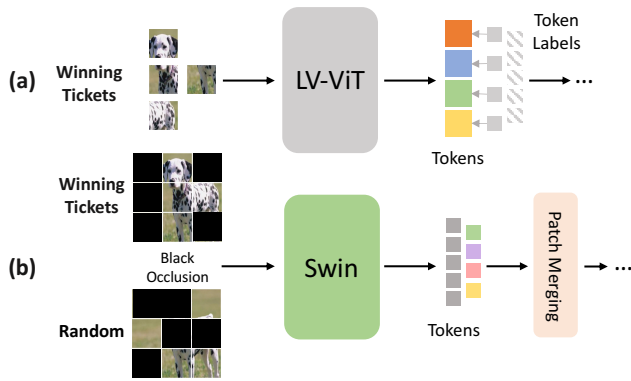 (a)
Winning
Tickets
LV-ViT
Token
Labels
...
Tokens
Winning
Tickets
(b)
Black
Occlusion
Swin
Patch Merging
...
Random
Tokens